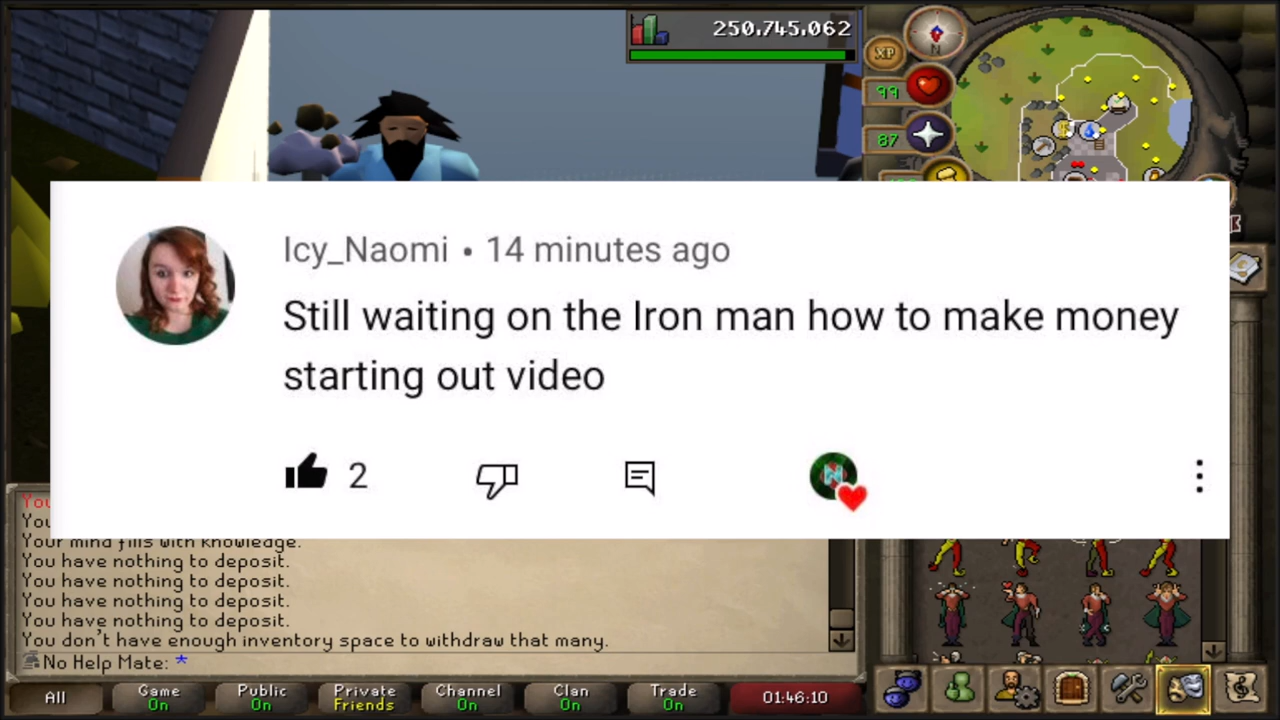 250,745,062
XP
N
99
87
Icy_Naomi • 14 minutes ago
Still waiting on the Iron man how to make money
starting out video
2
N
You
You
Your mind fills with knowledge.
You have nothing to deposit.
You have nothing to deposit.
You have nothing to deposit.
You have nothing to deposit.
You don't have enough inventory space to withdraw that many.
No Help Mate: *
All
Game
On
Public
On
Private
Friends
Channel
On
Clan
On
Trade
On
01:46:10